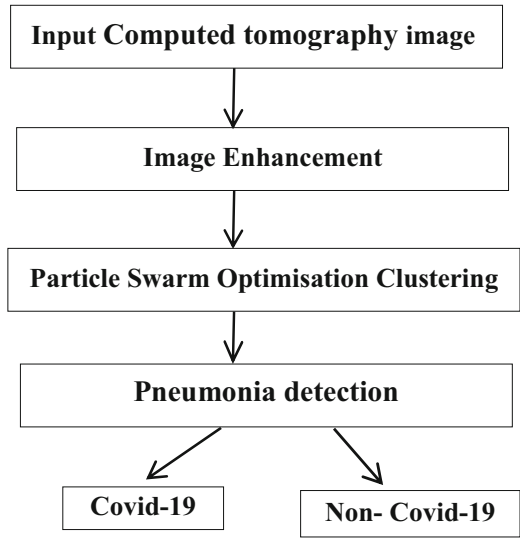 Input Computed tomography image
Image Enhancement
Particle Swarm Optimisation Clustering
Pneumonia detection
Covid-19
Non- Covid-19